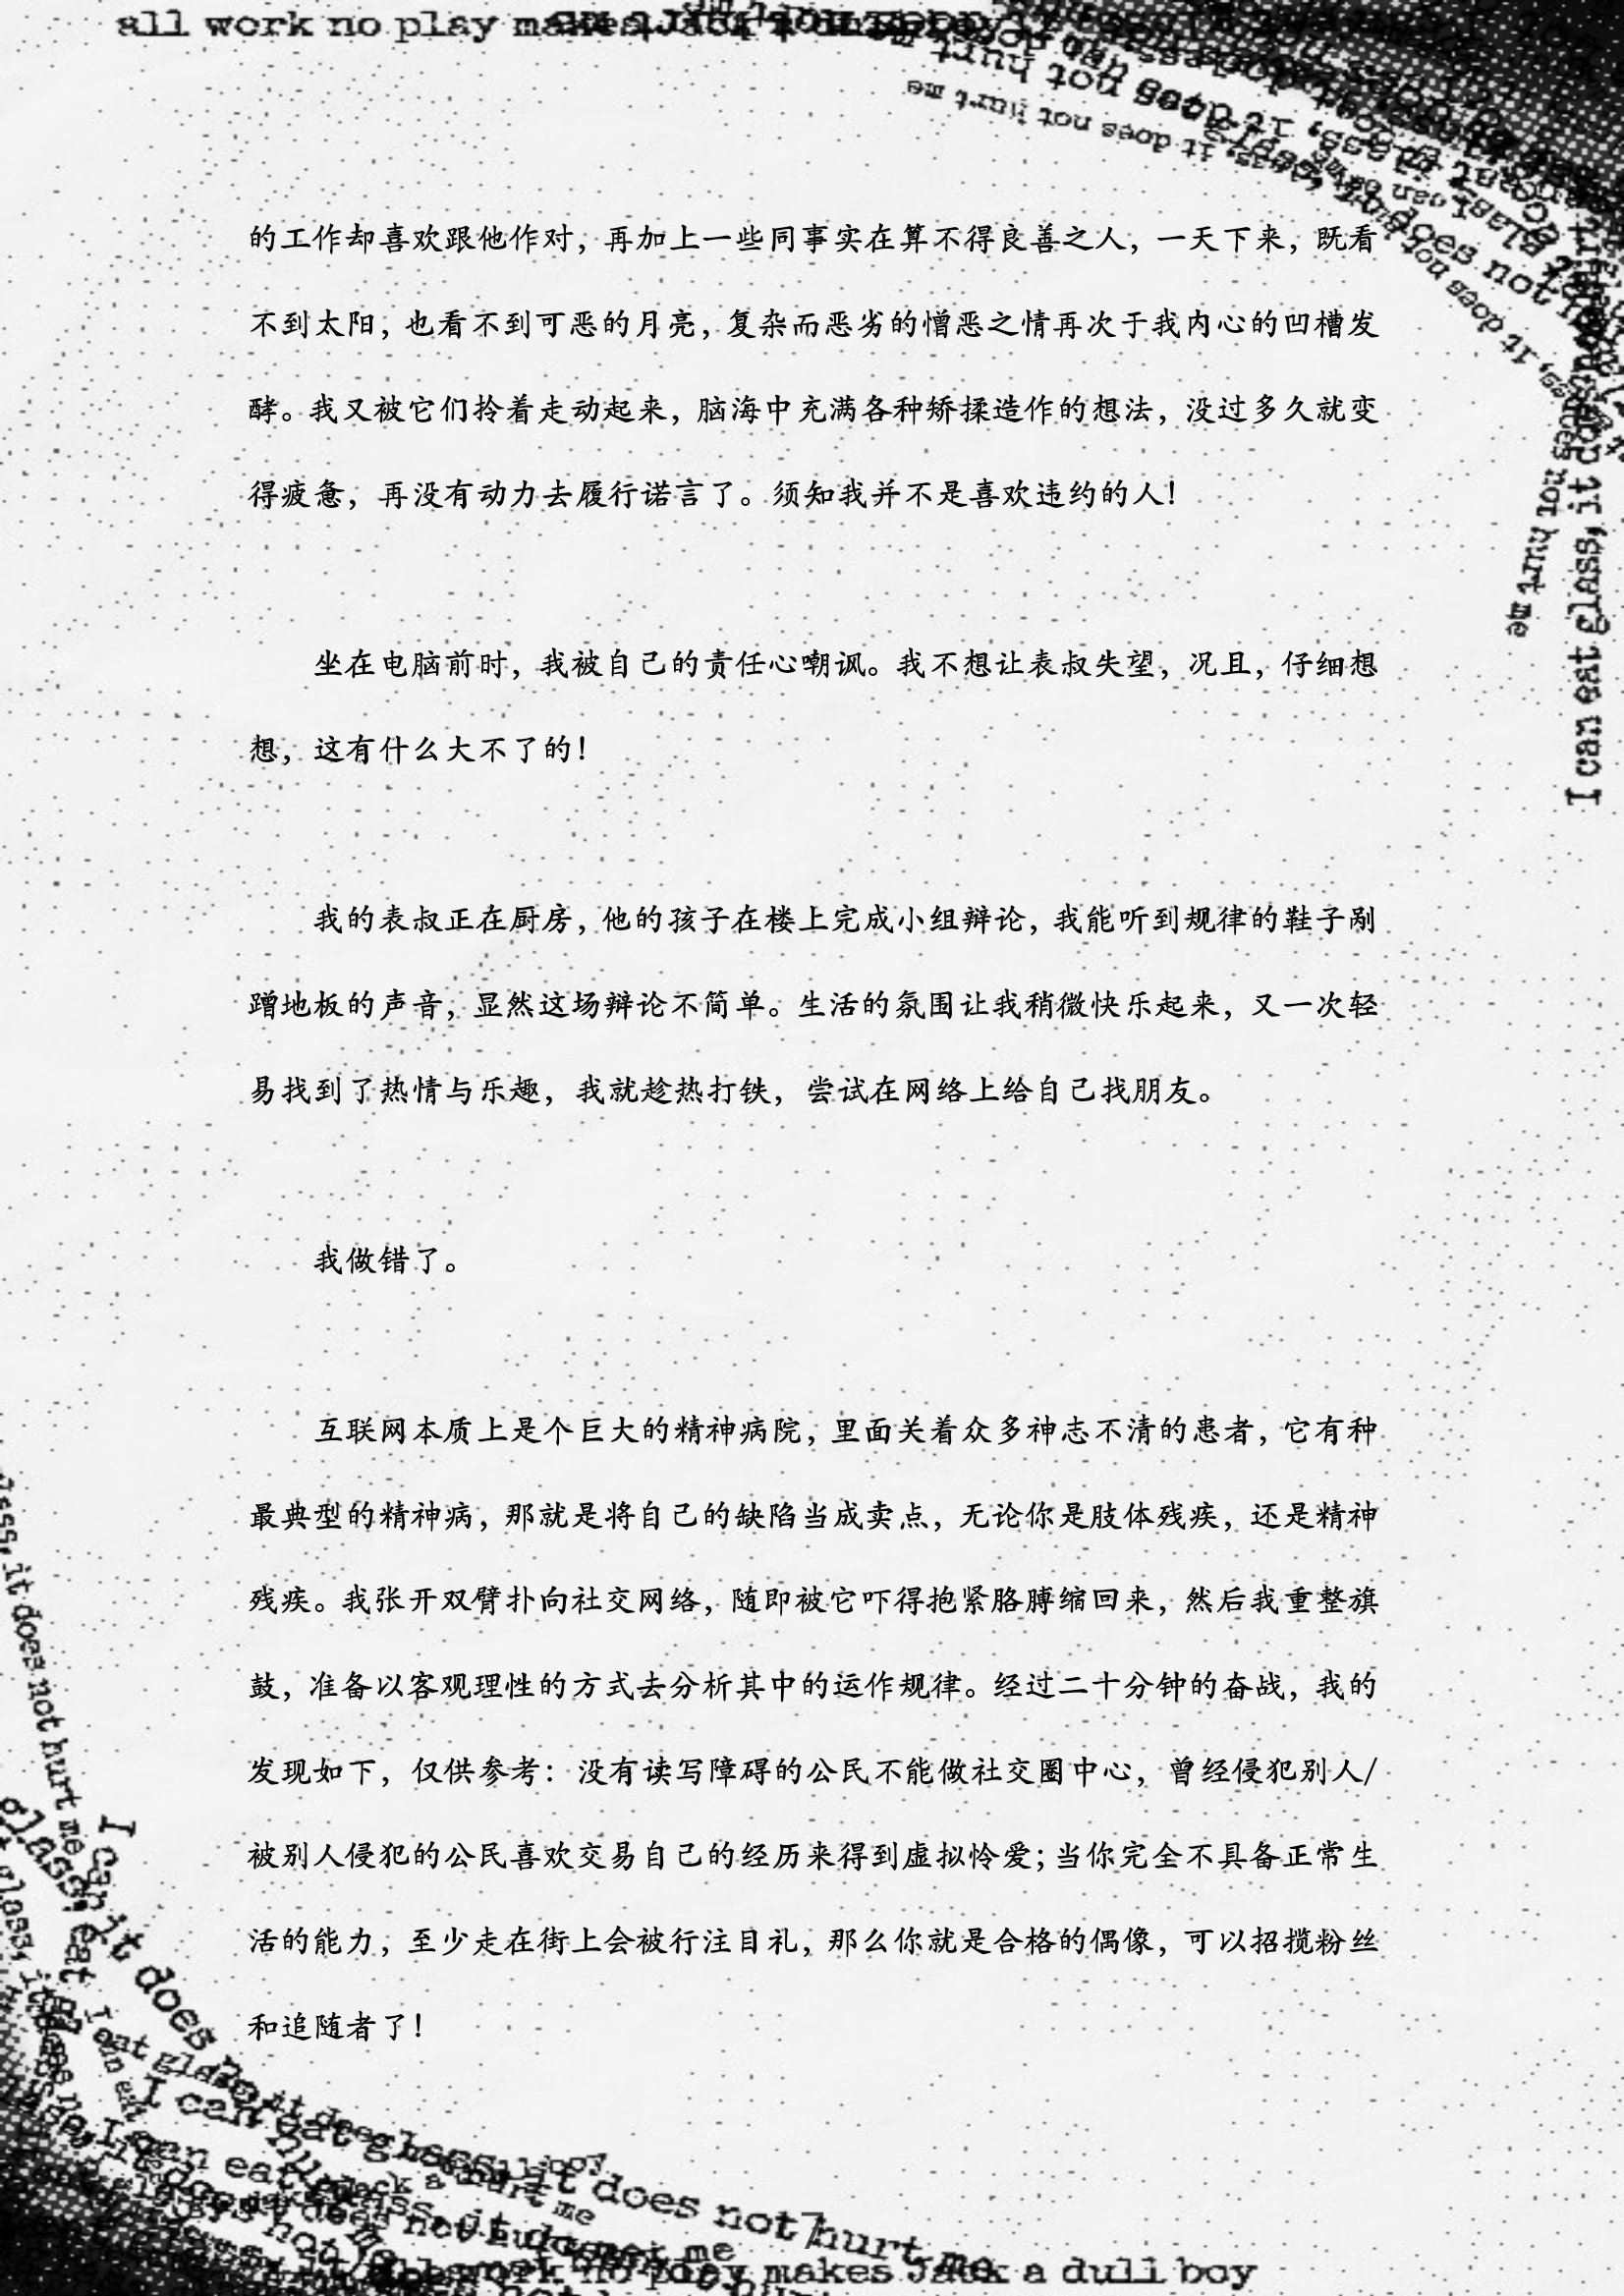 all work no play makes Jack a dull boy
it does not hurt me
的工作却喜欢跟他作对，再加上一些同事实在算不得良善之人，一天下来，既看
不到太阳，也看不到可恶的月亮，复杂而恶劣的憎恶之情再次于我内心的凹槽发
酵。我又被它们拎着走动起来，脑海中充满各种矫揉造作的想法，没过多久就变
得疲惫，再没有动力去履行诺言了。须知我并不是喜欢违约的人！
I can eat glass, it does not hurt me
坐在电脑前时，我被自己的责任心嘲讽。我不想让表叔失望，况且，仔细想
想，这有什么大不了的！
我的表叔正在厨房，他的孩子在楼上完成小组辩论，我能听到规律的鞋子剐
蹭地板的声音，显然这场辩论不简单。生活的氛围让我稍微快乐起来，又一次轻
易找到了热情与乐趣，我就趁热打铁，尝试在网络上给自己找朋友。
我做错了。
互联网本质上是个巨大的精神病院，里面关着众多神志不清的患者，它有种
最典型的精神病，那就是将自己的缺陷当成卖点，无论你是肢体残疾，还是精神
残疾。我张开双臂扑向社交网络，随即被它吓得抱紧胳膊缩回来，然后我重整旗
鼓，准备以客观理性的方式去分析其中的运作规律。经过二十分钟的奋战，我的
发现如下，仅供参考：没有读写障碍的公民不能做社交圈中心，曾经侵犯别人/
被别人侵犯的公民喜欢交易自己的经历来得到虚拟怜爱；当你完全不具备正常生
活的能力，至少走在街上会被行注目礼，那么你就是合格的偶像，可以招揽粉丝
和追随者了！
glass, it does not hurt me
I can eat glass, it does not hurt me
7
all work no play makes Jack a dull boy